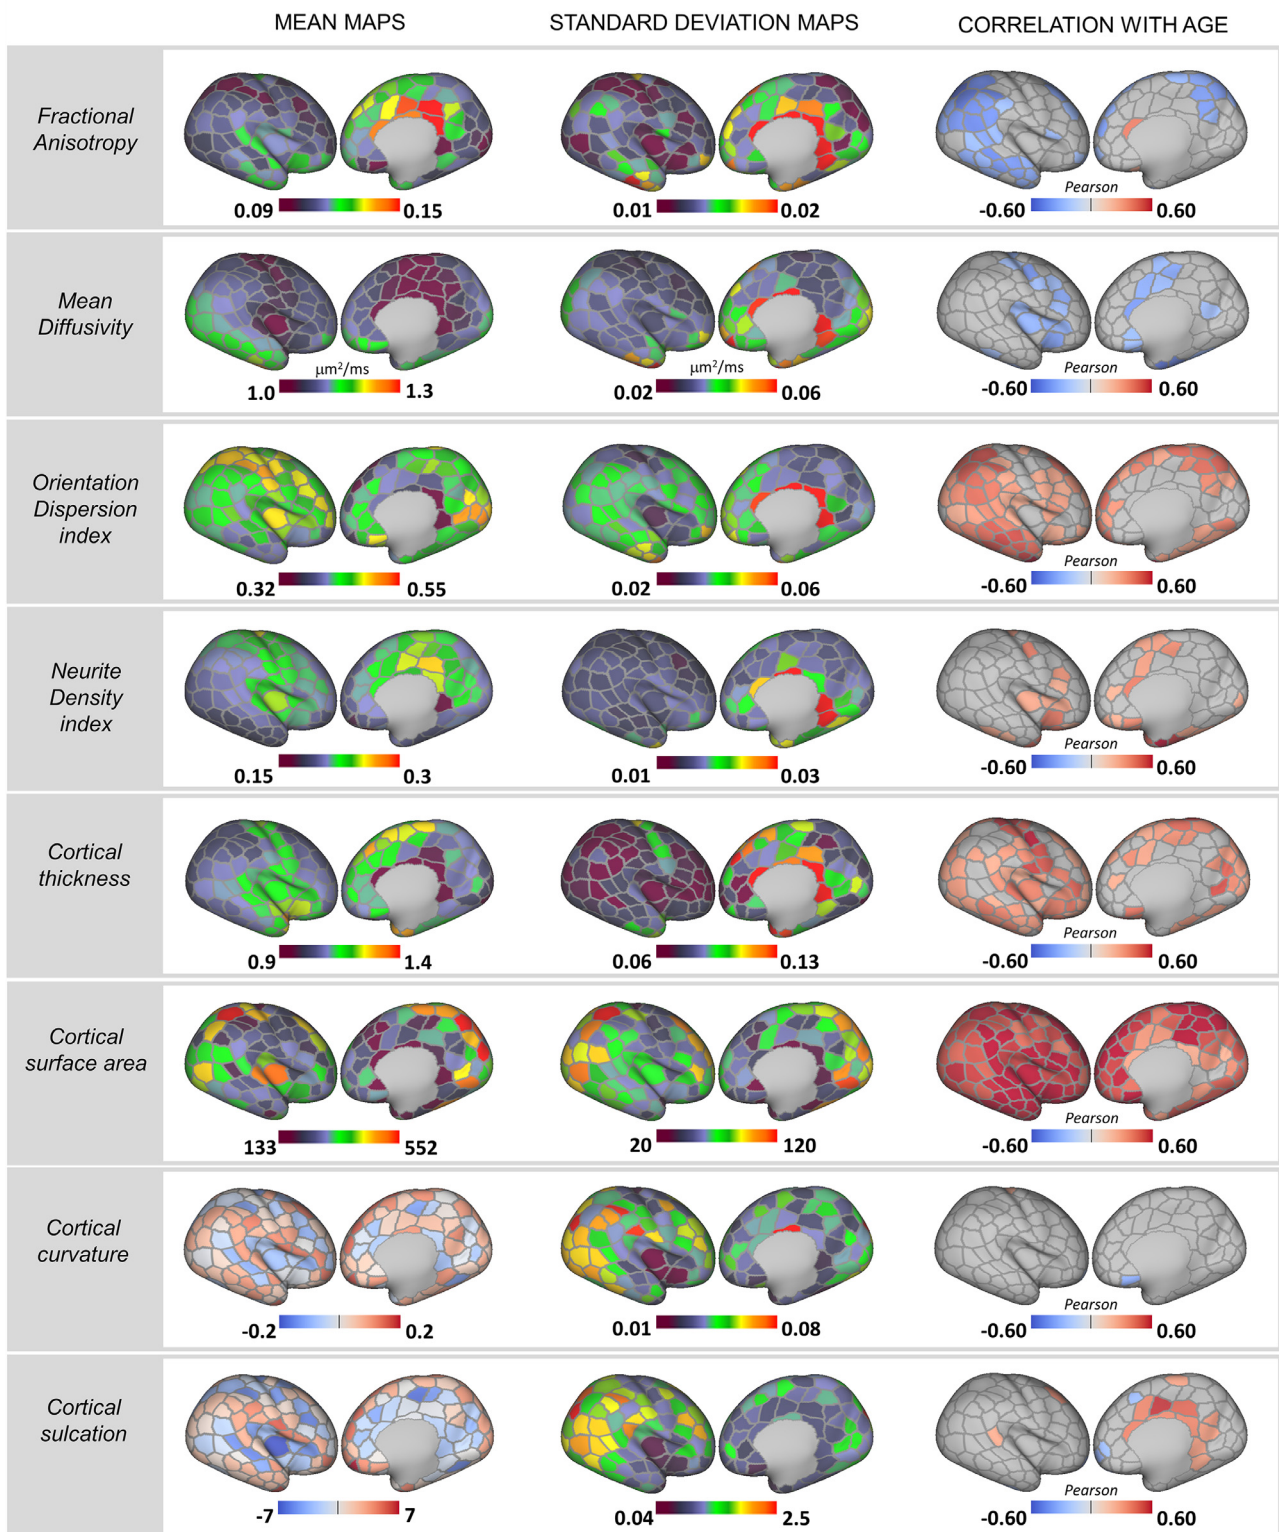 MEAN MAPS STANDARD DEVIATION MAPS CORRELATION WITH AGE
Fractional
Anisotropy
Pearson
0.09 0.15 0.01 0.02 -0.60 0.60
Mean
Diffusivity
μm²/ms μm²/ms Pearson
1.0 1.3 0.02 0.06 -0.60 0.60
Orientation
Dispersion
index
Pearson
0.32 0.55 0.02 0.06 -0.60 0.60
Neurite
Density
index
Pearson
0.15 0.3 0.01 0.03 -0.60 0.60
Cortical
thickness
Pearson
0.9 1.4 0.06 0.13 -0.60 0.60
Cortical
surface area
Pearson
133 552 20 120 -0.60 0.60
Cortical
curvature
Pearson
-0.2 0.2 0.01 0.08 -0.60 0.60
Cortical
sulcation
Pearson
-7 7 0.04 2.5 -0.60 0.60